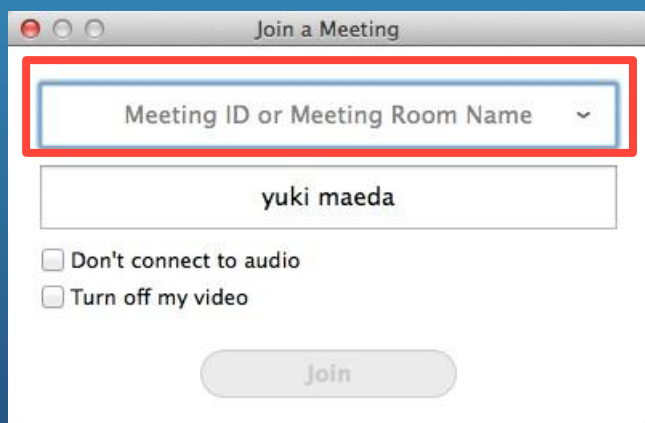 Join a Meeting
Meeting ID or Meeting Room Name
yuki maeda
Don't connect to audio
Turn off my video
Join